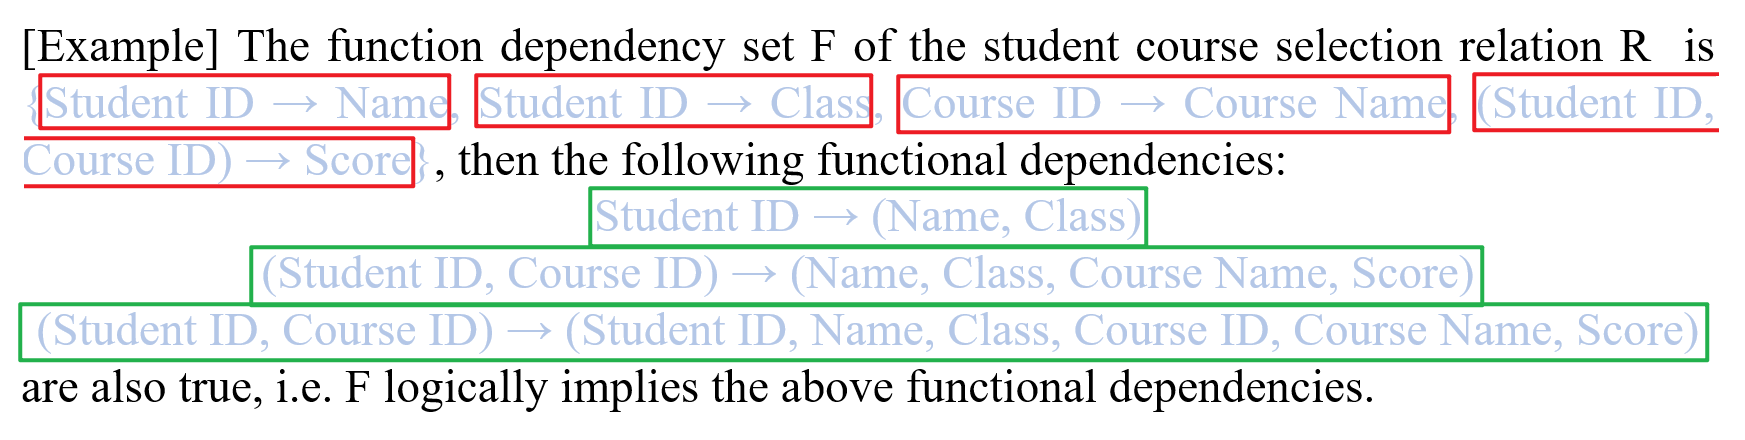 [Example] The function dependency set F of the student course selection relation R is
{Student ID → Name, Student ID → Class, Course ID → Course Name, (Student ID,
Course ID) → Score}, then the following functional dependencies:
Student ID → (Name, Class)
(Student ID, Course ID) → (Name, Class, Course Name, Score)
(Student ID, Course ID) → (Student ID, Name, Class, Course ID, Course Name, Score)
are also true, i.e. F logically implies the above functional dependencies.